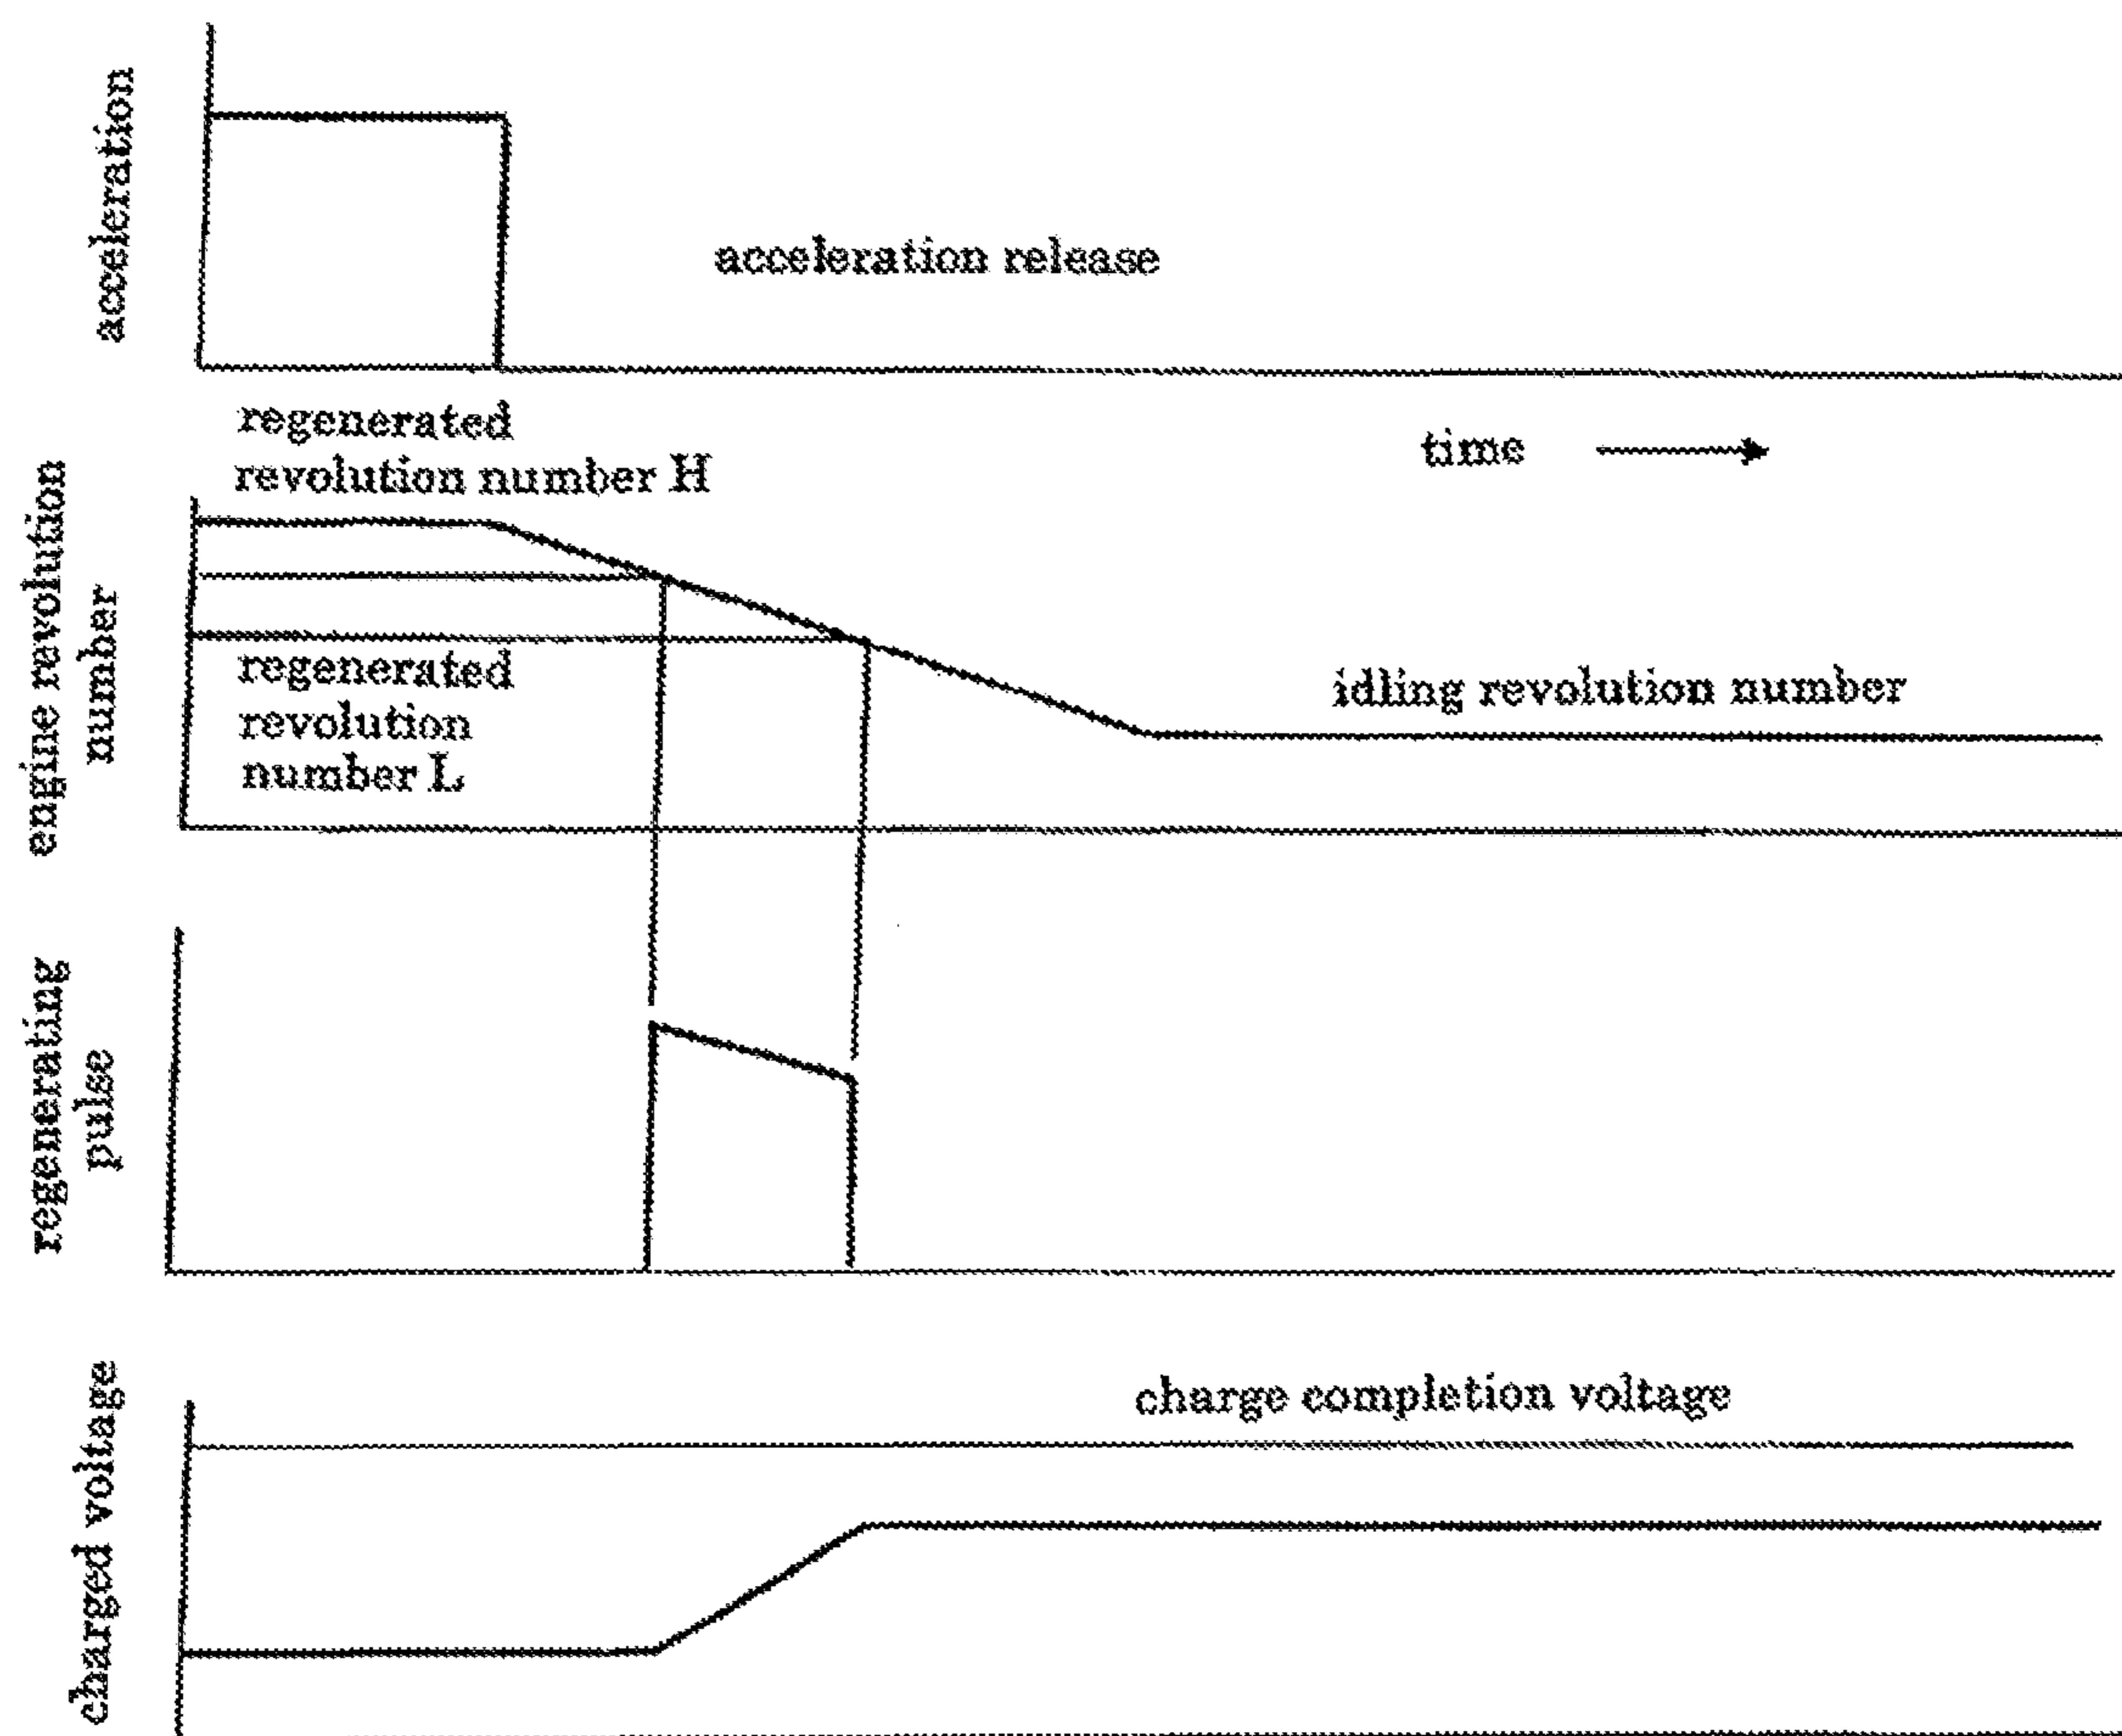 acceleration
acceleration release
time
regenerated
revolution number H
engine revolution
number
regenerated
revolution
number L
idling revolution number
regenerating
pulse
charge completion voltage
charged voltage